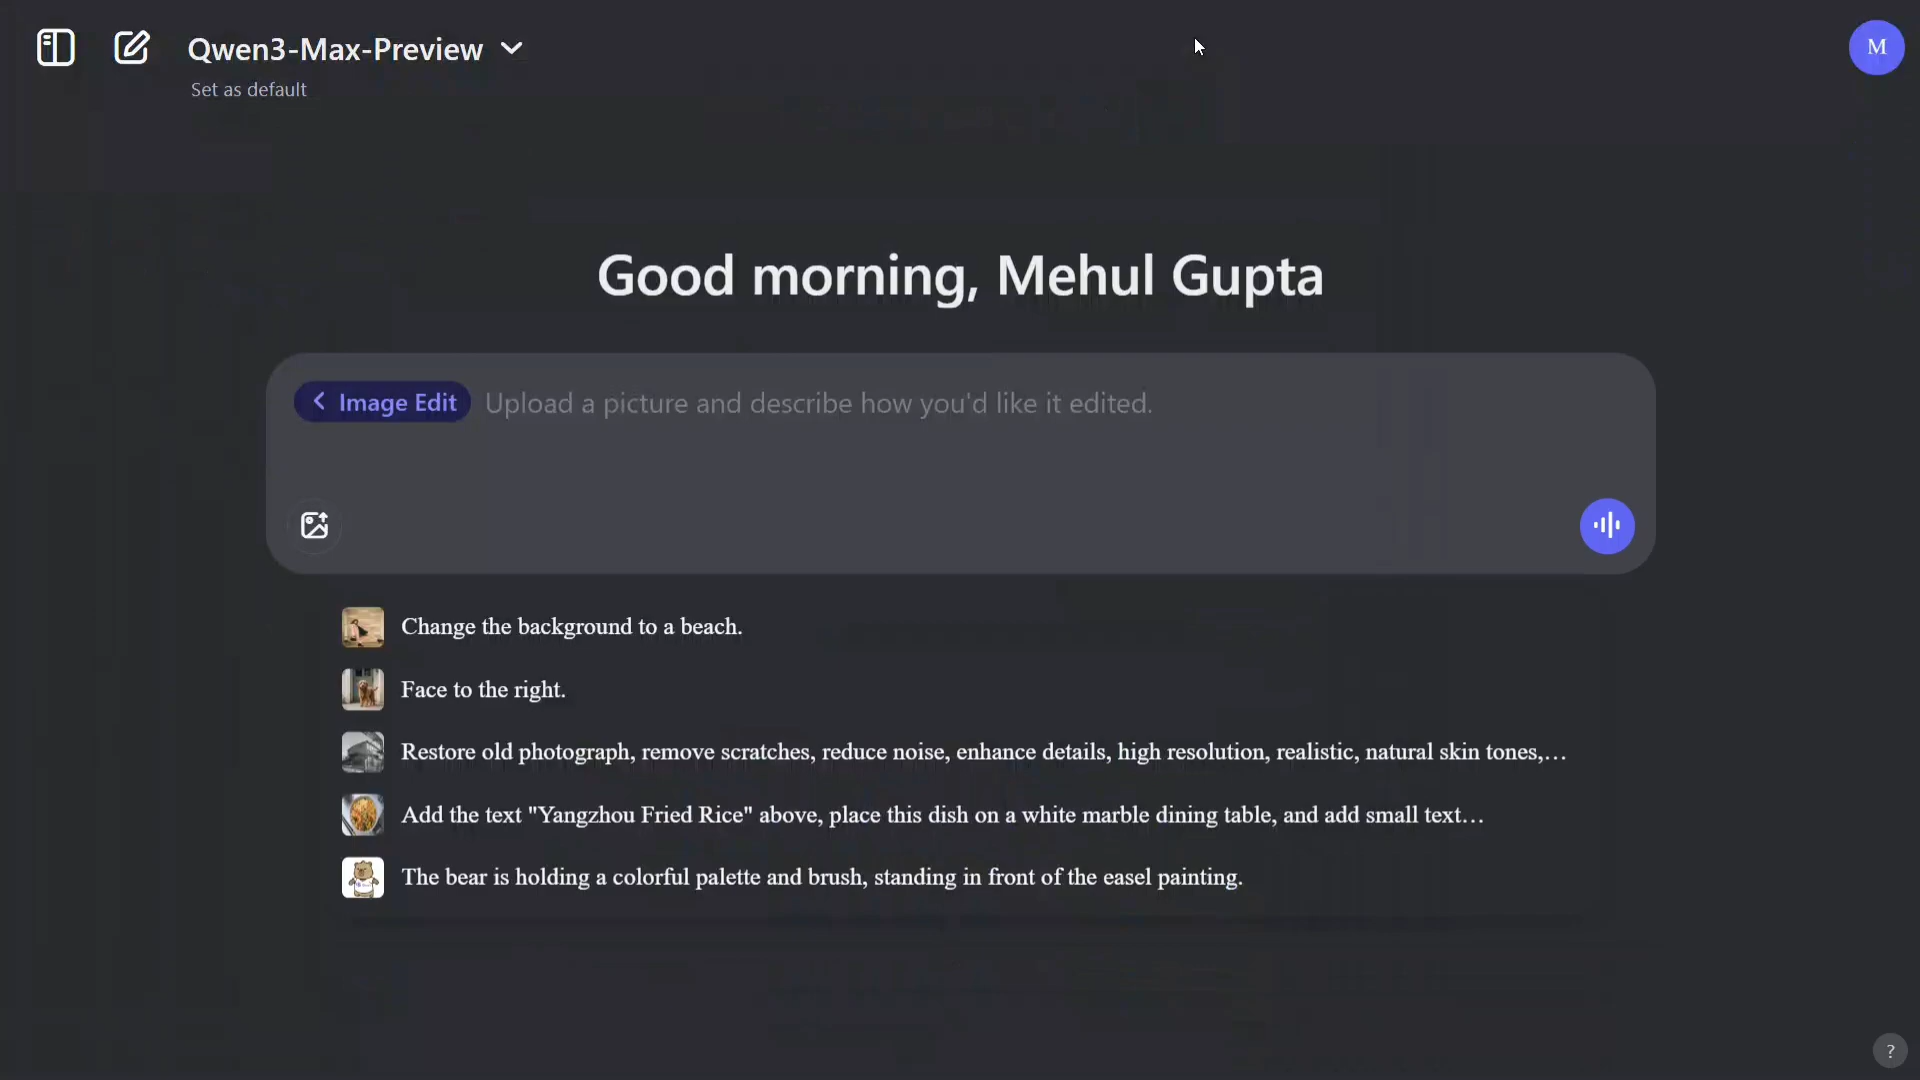 Qwen3-Max-Preview
M
Set as default
Good morning, Mehul Gupta
Image Edit Upload a picture and describe how you'd like it edited.
Change the background to a beach.
Face to the right.
Restore old photograph, remove scratches, reduce noise, enhance details, high resolution, realistic, natural skin tones,…
Add the text "Yangzhou Fried Rice" above, place this dish on a white marble dining table, and add small text…
The bear is holding a colorful palette and brush, standing in front of the easel painting.
?